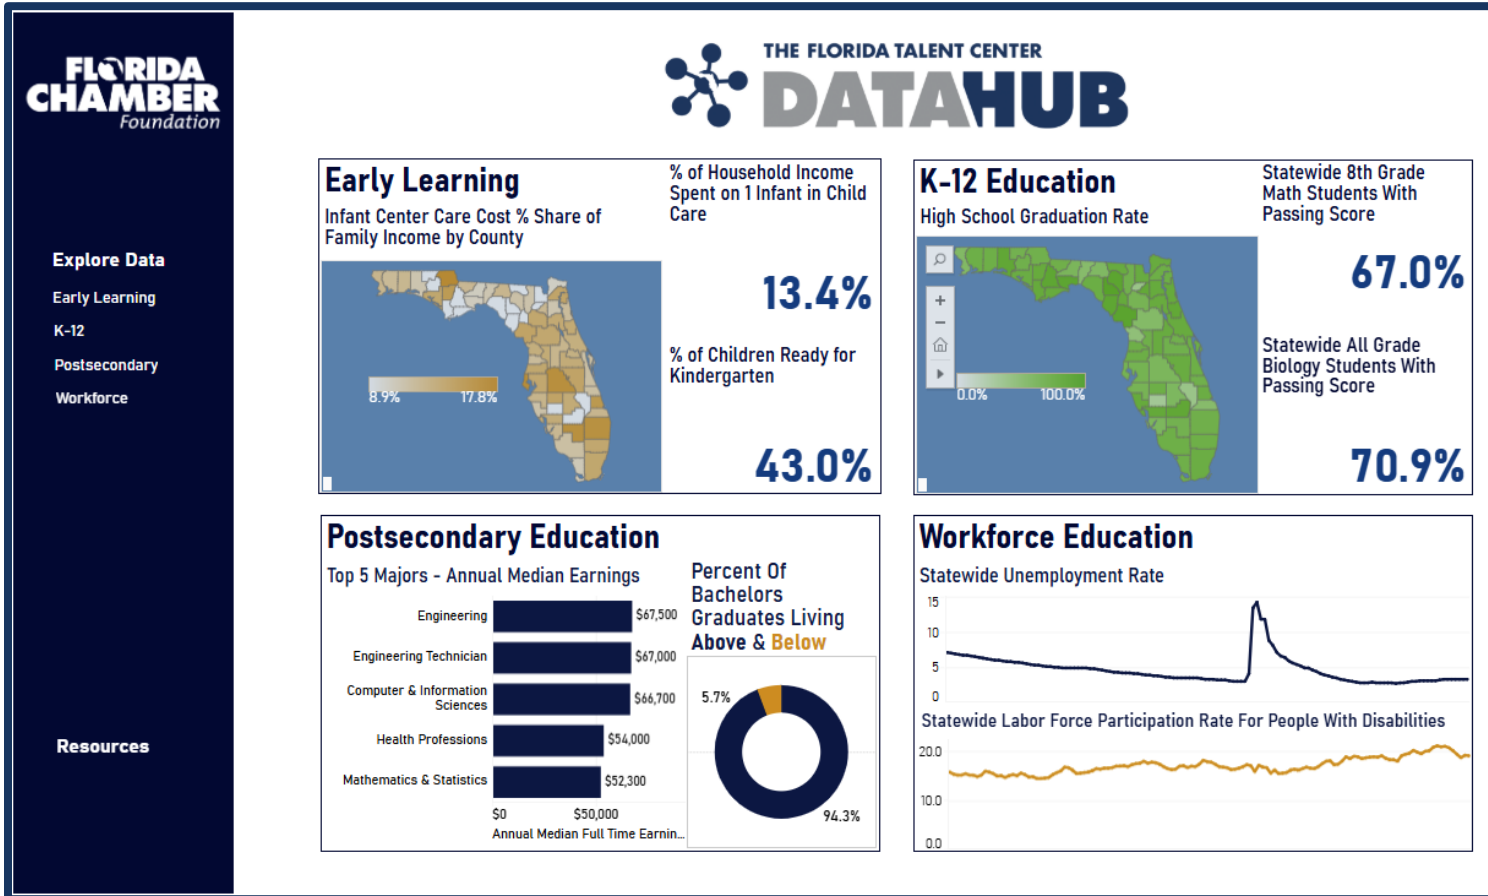 FLORIDA
CHAMBER
Foundation
Explore Data
Early Learning
K-12
Postsecondary
Workforce
Resources
THE FLORIDA TALENT CENTER
DATAHUB
Early Learning
Infant Center Care Cost % Share of
Family Income by County
8.9%
17.8%
% of Household Income
Spent on 1 Infant in Child
Care
13.4%
% of Children Ready for
Kindergarten
43.0%
K-12 Education
High School Graduation Rate
0.0%
100.0%
Statewide 8th Grade
Math Students With
Passing Score
67.0%
Statewide All Grade
Biology Students With
Passing Score
70.9%
Postsecondary Education
Top 5 Majors - Annual Median Earnings
Engineering
$67,500
Engineering Technician
$67,000
Computer & Information
Sciences
$66,700
Health Professions
$54,000
Mathematics & Statistics
$52,300
$0
$50,000
Annual Median Full Time Earnin...
Percent Of
Bachelors
Graduates Living
Above & Below
5.7%
94.3%
Workforce Education
Statewide Unemployment Rate
15
10
5
0
Statewide Labor Force Participation Rate For People With Disabilities
20.0
10.0
0.0